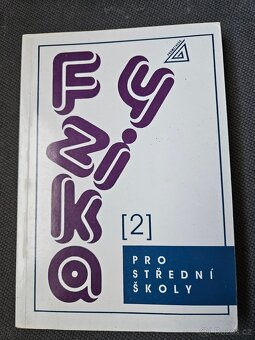 Fyzika
[2]
PRO
STŘEDNÍ
ŠKOLY